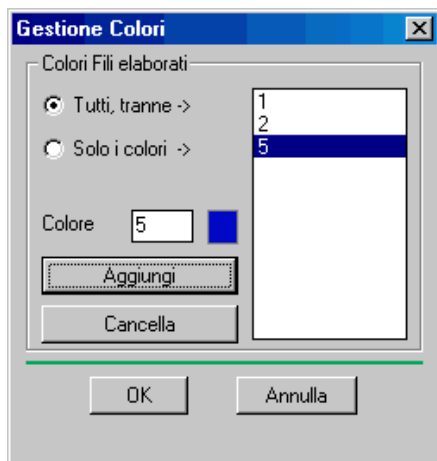 Gestione Colori
Colori Fili elaborati
Tutti, tranne ->
Solo i colori ->
1
2
5
Colore 5
Aggiungi
Cancella
OK Annulla